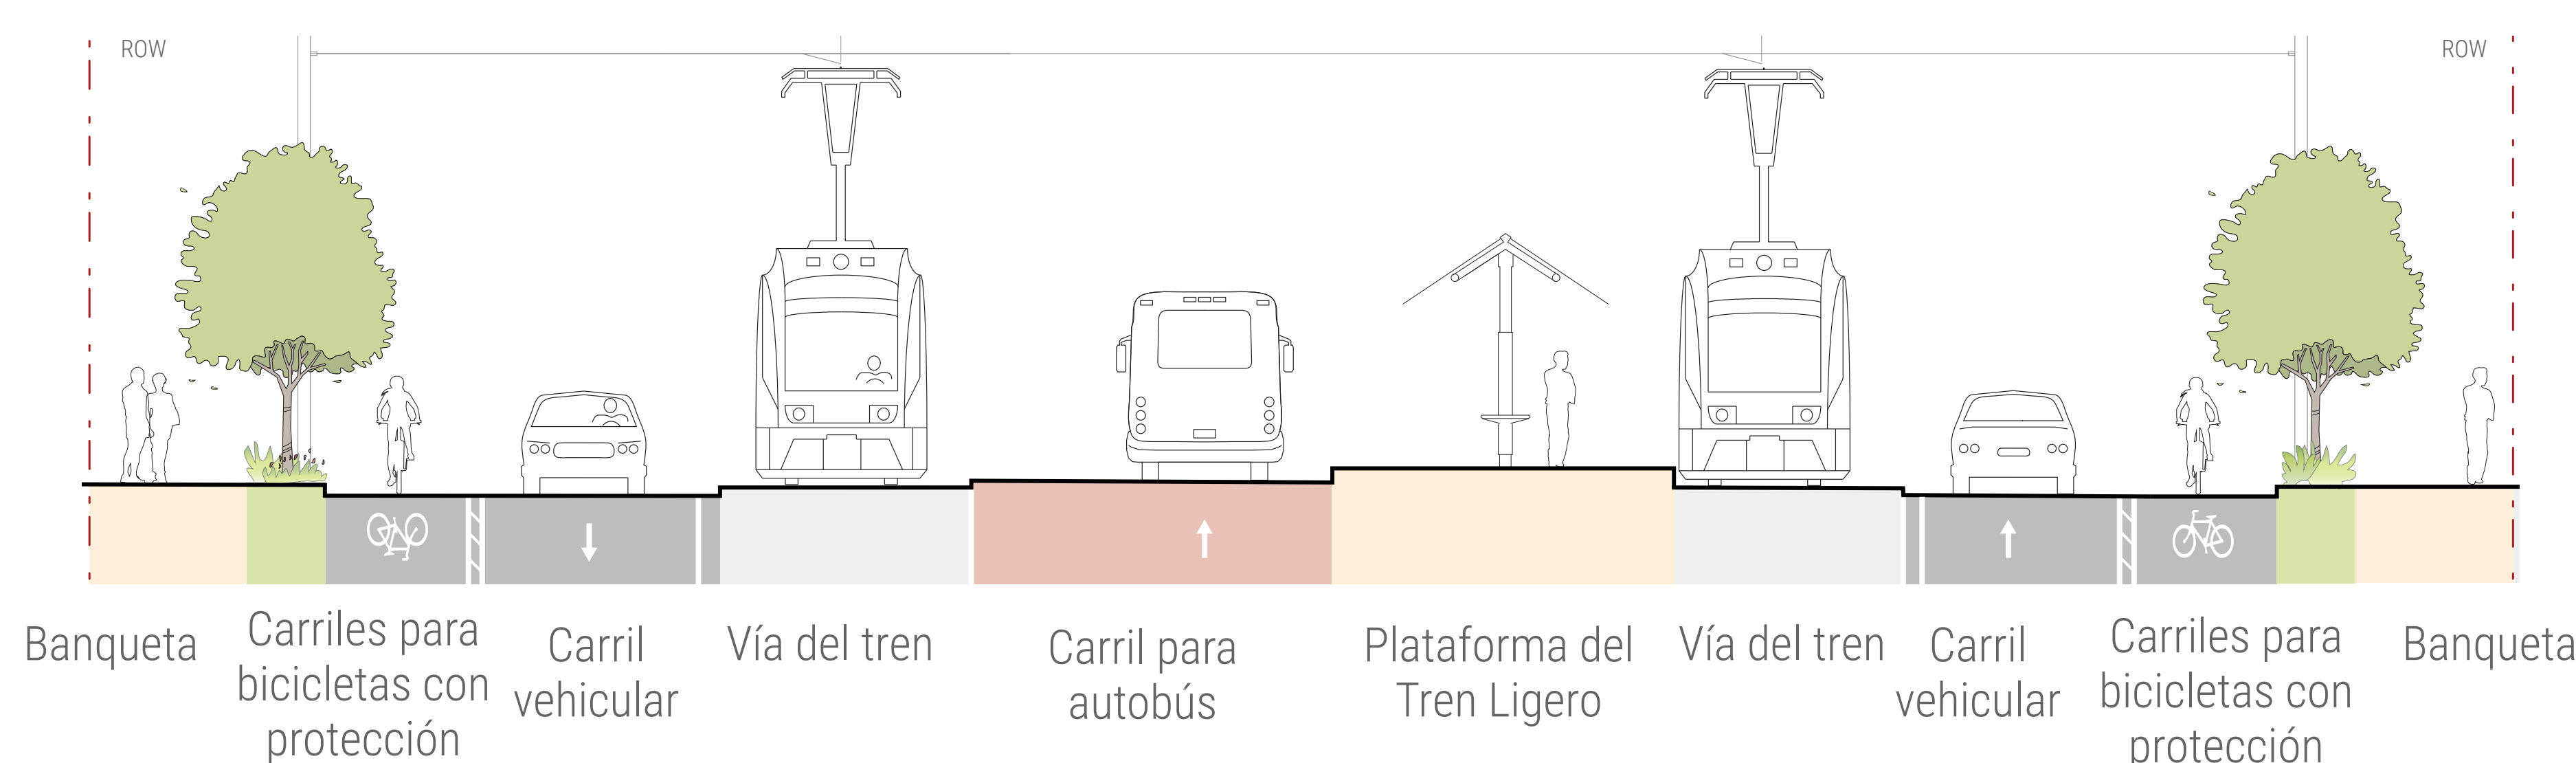 ROW
ROW
Banqueta
Carriles para
bicicletas con
protección
Carril
vehicular
Vía del tren
Carril para
autobús
Plataforma del
Tren Ligero
Vía del tren
Carril
vehicular
Carriles para
bicicletas con
protección
Banqueta